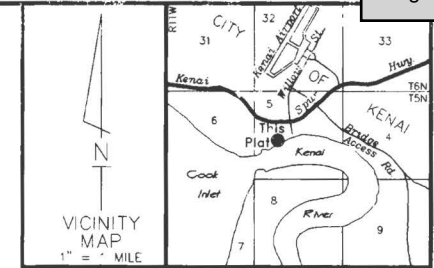 N
VICINITY
MAP
1" = 1 MILE
R11W
CITY
OF
KENAI
31
32
33
Kenai Airport
Willow St.
Kenai
Spur
Hwy.
T6N
T5N
6
5
4
This
Plat
Kenai
River
Bridge
Access
Rd
Cook
Inlet
7
8
9